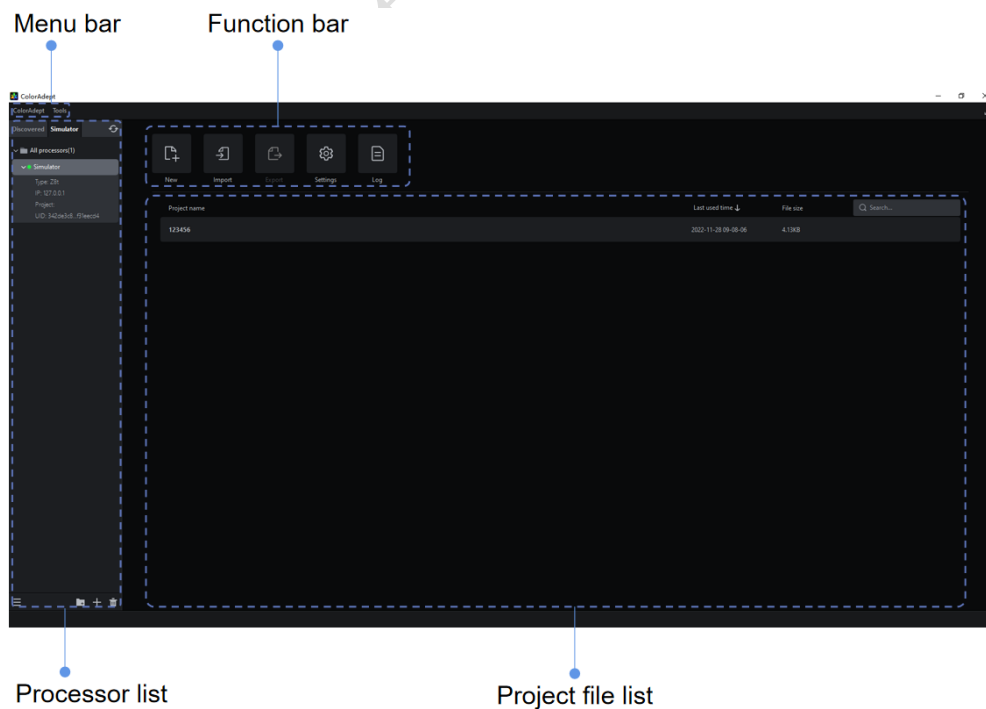 Menu bar
Function bar
ColorAdept
ColorAdept Tools
Discovered Simulator
All processors(1)
Simulator
Type: Z8t
IP: 127.0.0.1
Project
New
Import
Export
Settings
Log
Project name
Last used time
File size
Search...
123456
2022-11-28 09-08-06
4.13KB
Processor list
Project file list